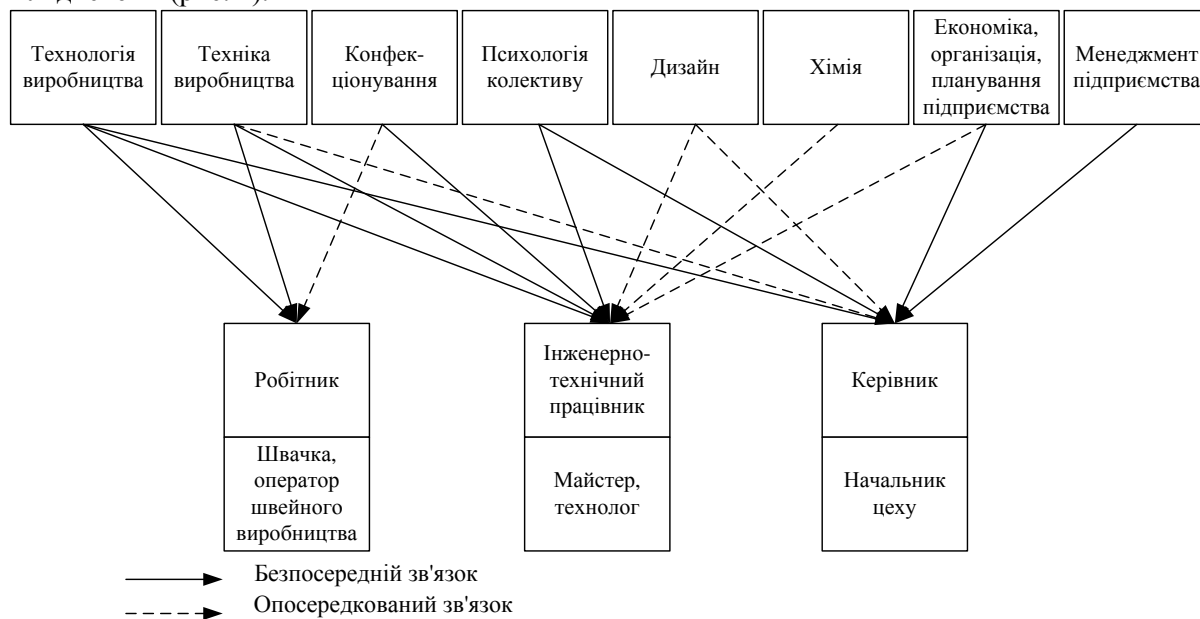 Технологія
виробництва
Техніка
виробництва
Конфек-
ціонування
Психологія
колективу
Дизайн
Хімія
Економіка,
організація,
планування
підприємства
Менеджмент
підприємства
Робітник
Швачка,
оператор
швейного
виробництва
Інженерно-
технічний
працівник
Майстер,
технолог
Керівник
Начальник
цеху
Безпосередній зв'язок
Опосередкований зв'язок